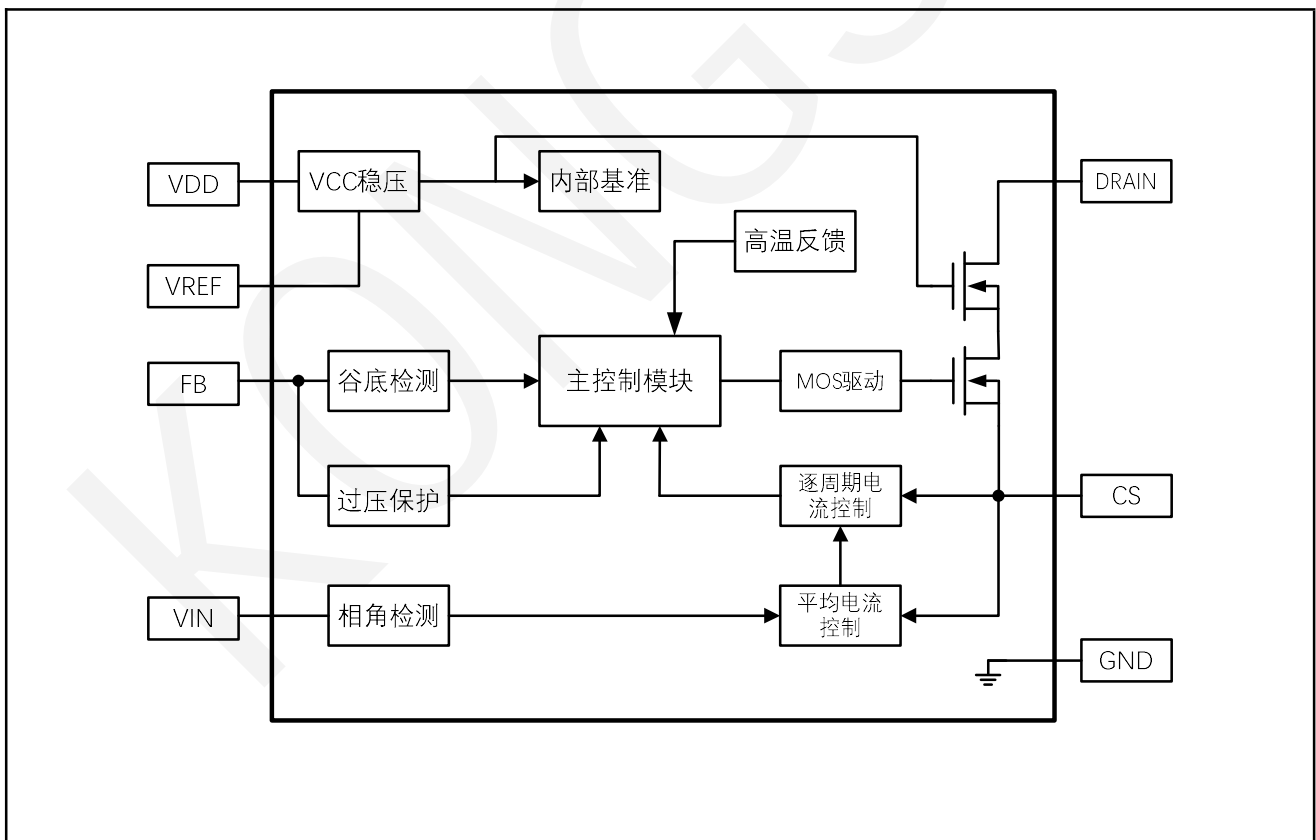 VDD
VCC稳压
内部基准
DRAIN
高温反馈
VREF
FB
谷底检测
主控制模块
MOS驱动
过压保护
逐周期电
流控制
CS
VIN
相角检测
平均电流
控制
GND
KONGS